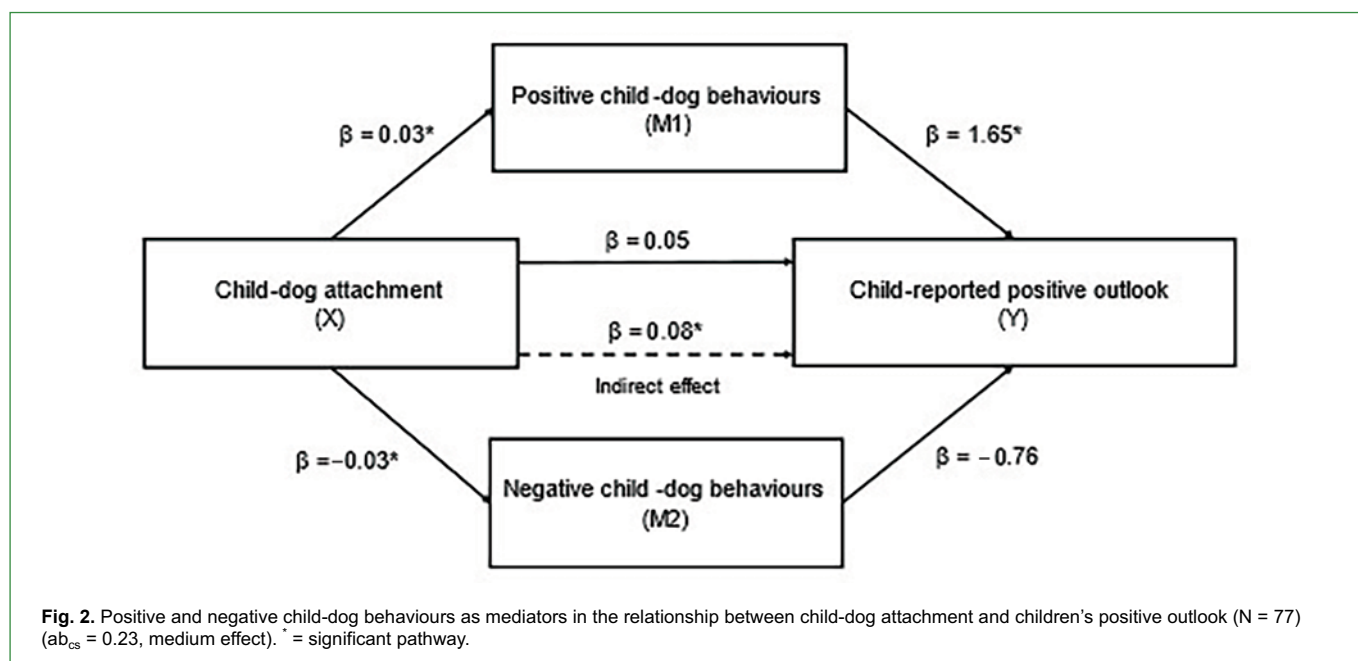 Positive child -dog behaviours
(M1)
β = 0.03*
β = 1.65*
β = 0.05
Child-dog attachment
(X)
Child-reported positive outlook
(Y)
β = 0.08*
Indirect effect
β =−0.03*
β = − 0.76
Negative child -dog behaviours
(M2)
Fig. 2. Positive and negative child-dog behaviours as mediators in the relationship between child-dog attachment and children's positive outlook (N = 77)
(ab_cs = 0.23, medium effect). * = significant pathway.